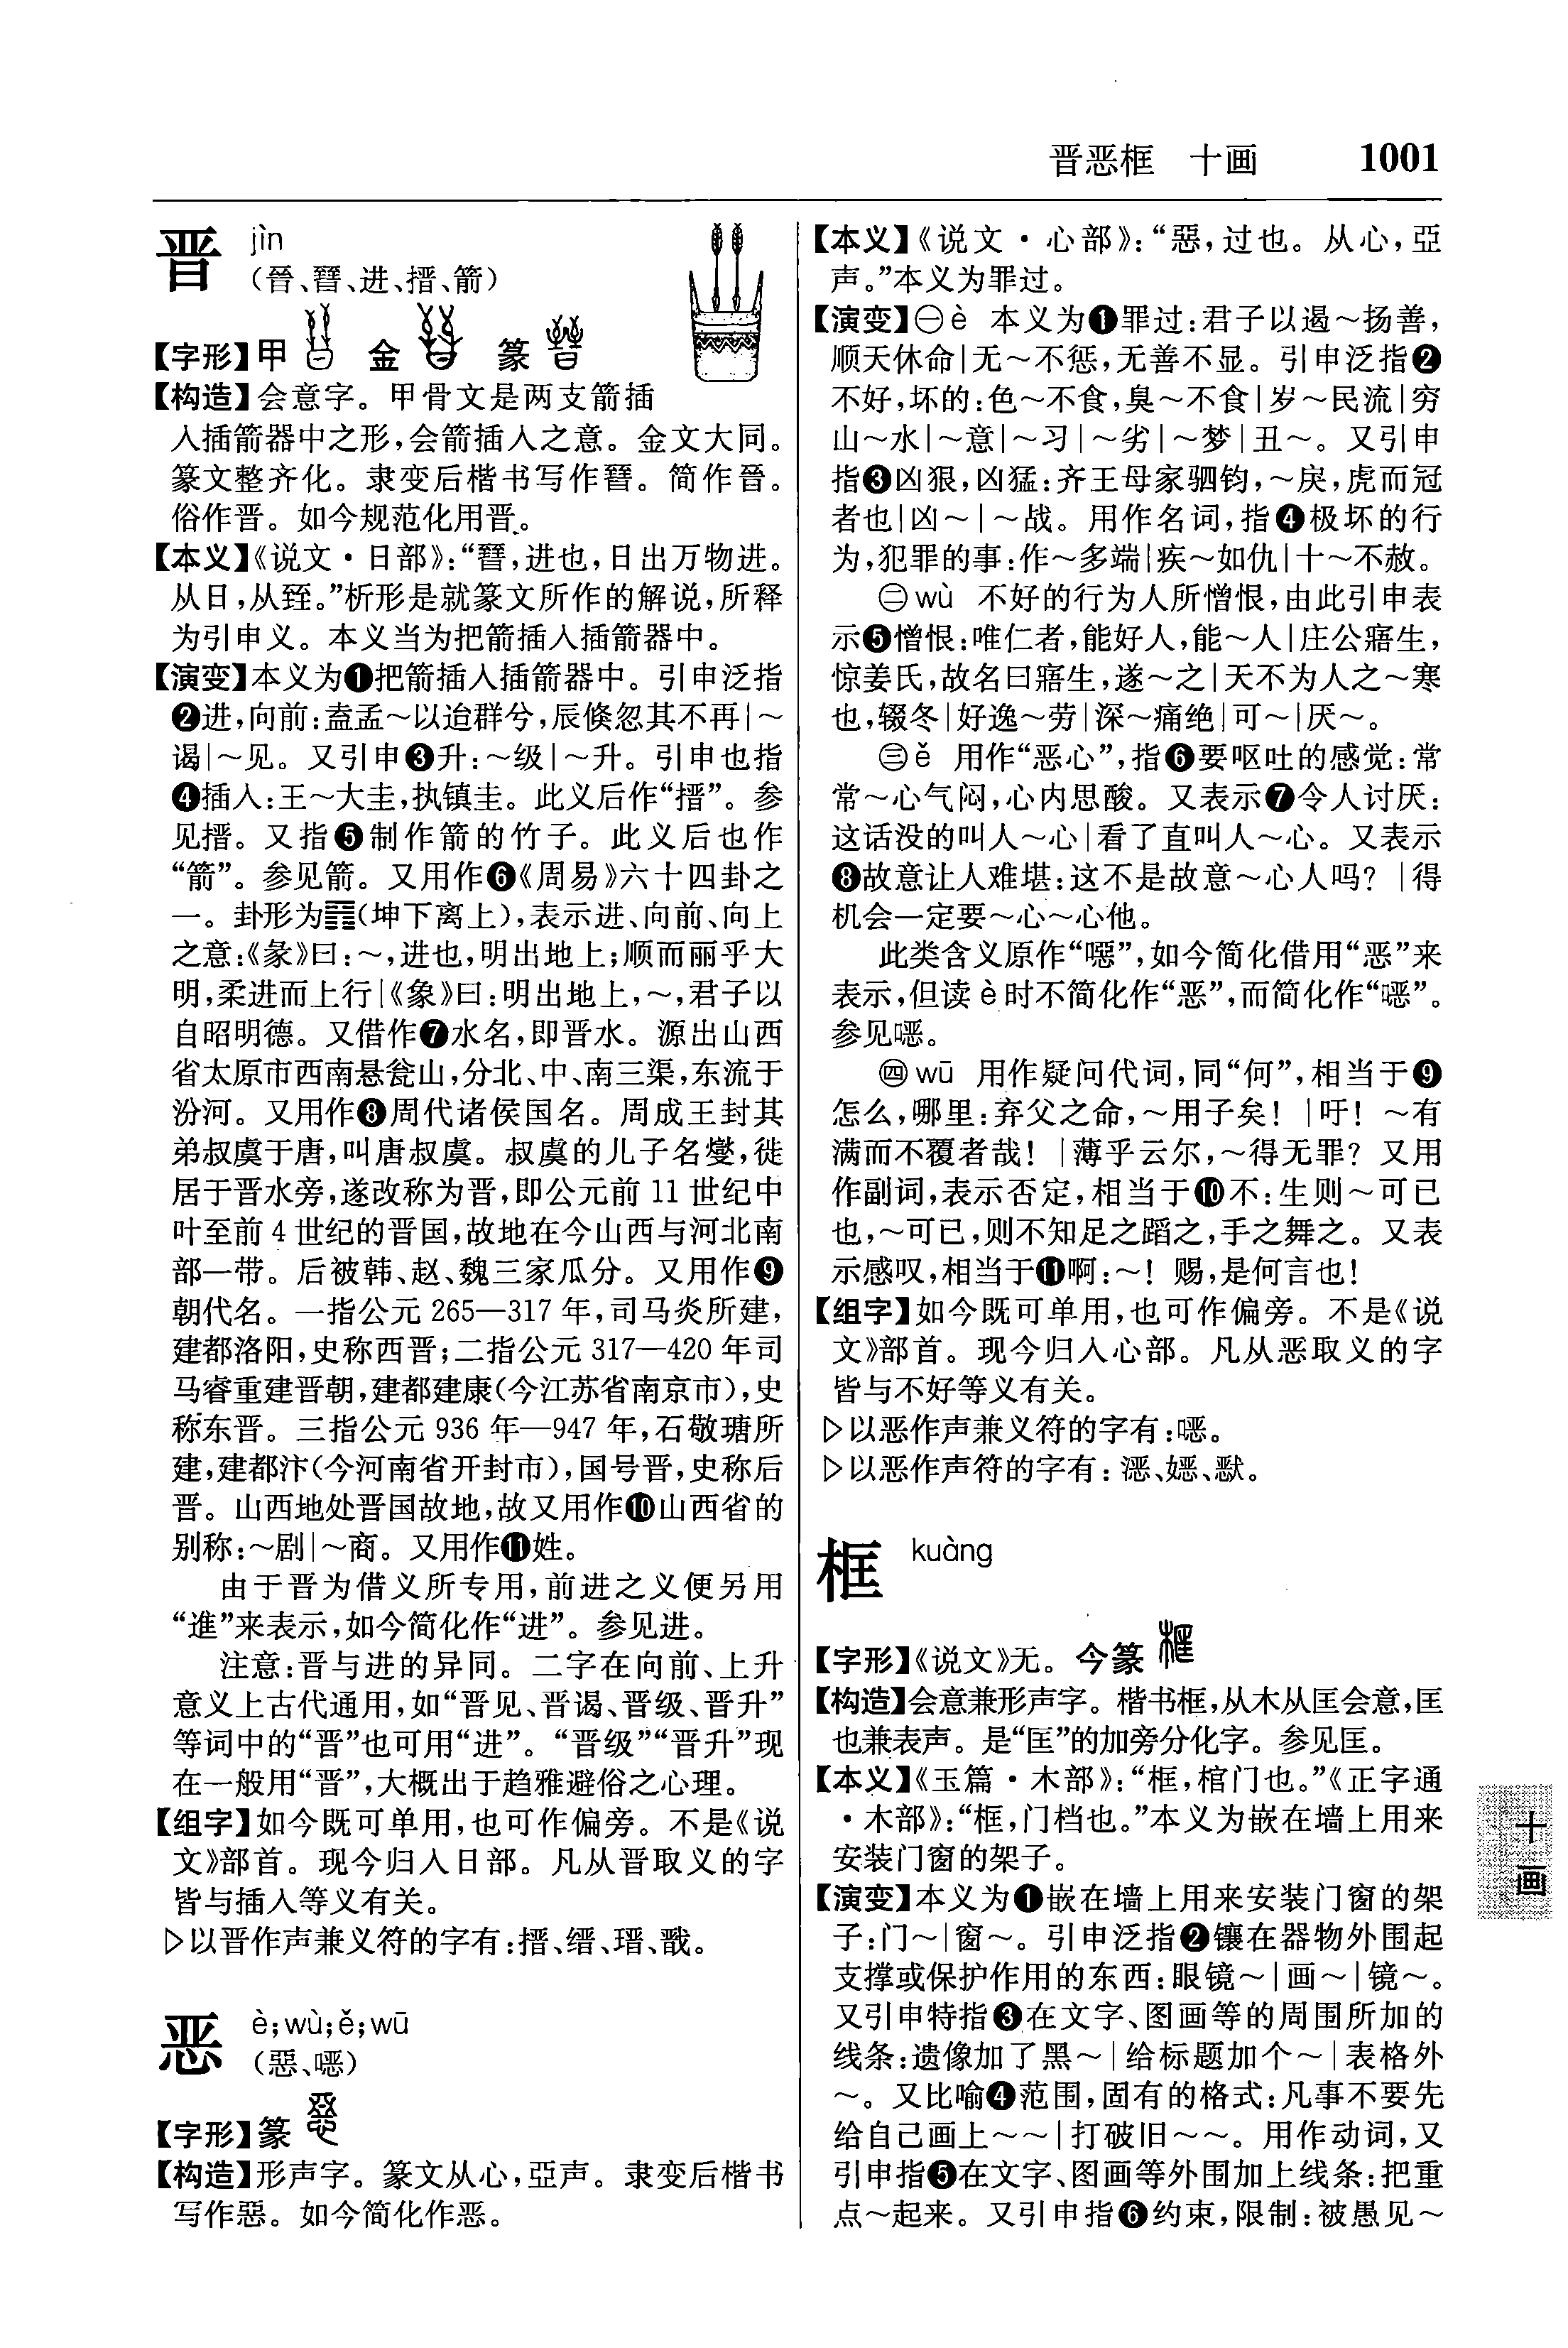 晋恶框 十画 1001
晋 jìn
(晉、㬜、进、搢、箭)
【字形】甲 金 篆
【构造】会意字。甲骨文是两支箭插
入插箭器中之形,会箭插入之意。金文大同。
篆文整齐化。隶变后楷书写作㬜。简作晉。
俗作晋。如今规范化用晋。
【本义】《说文·日部》:“㬜,进也,日出万物进。
从日,从臸。”析形是就篆文所作的解说,所释
为引申义。本义当为把箭插入插箭器中。
【演变】本义为❶把箭插入插箭器中。引申泛指
❷进,向前:盍孟~以迨群兮,辰倏忽其不再|~
谒|~见。又引申❸升:~级|~升。引申也指
❹插入:王~大圭,执镇圭。此义后作“搢”。参
见搢。又指❺制作箭的竹子。此义后也作
“箭”。参见箭。又用作❻《周易》六十四卦之
一。卦形为䷢(坤下离上),表示进、向前、向上
之意:《彖》曰:~,进也,明出地上;顺而丽乎大
明,柔进而上行|《象》曰:明出地上,~,君子以
自昭明德。又借作❼水名,即晋水。源出山西
省太原市西南悬瓮山,分北、中、南三渠,东流于
汾河。又用作❽周代诸侯国名。周成王封其
弟叔虞于唐,叫唐叔虞。叔虞的儿子名燮,徙
居于晋水旁,遂改称为晋,即公元前 11 世纪中
叶至前 4 世纪的晋国,故地在今山西与河北南
部一带。后被韩、赵、魏三家瓜分。又用作❾
朝代名。一指公元 265—317 年,司马炎所建,
建都洛阳,史称西晋;二指公元 317—420 年司
马睿重建晋朝,建都建康(今江苏省南京市),史
称东晋。三指公元 936 年—947 年,石敬瑭所
建,建都汴(今河南省开封市),国号晋,史称后
晋。山西地处晋国故地,故又用作❿山西省的
别称:~剧|~商。又用作⓫姓。
由于晋为借义所专用,前进之义便另用
“進”来表示,如今简化作“进”。参见进。
注意:晋与进的异同。二字在向前、上升
意义上古代通用,如“晋见、晋谒、晋级、晋升”
等词中的“晋”也可用“进”。“晋级”“晋升”现
在一般用“晋”,大概出于趋雅避俗之心理。
【组字】如今既可单用,也可作偏旁。不是《说
文》部首。现今归入日部。凡从晋取义的字
皆与插入等义有关。
▷以晋作声兼义符的字有:搢、缙、瑨、戬。
恶 è;wù;ě;wū
(惡、噁)
【字形】篆
【构造】形声字。篆文从心,亞声。隶变后楷书
写作惡。如今简化作恶。
【本义】《说文·心部》:“惡,过也。从心,亞
声。”本义为罪过。
【演变】㊀è 本义为❶罪过:君子以遏~扬善,
顺天休命|无~不惩,无善不显。引申泛指❷
不好,坏的:色~不食,臭~不食|岁~民流|穷
山~水|~意|~习|~劣|~梦|丑~。又引申
指❸凶狠,凶猛:齐王母家驷钧,~戾,虎而冠
者也|凶~|~战。用作名词,指❹极坏的行
为,犯罪的事:作~多端|疾~如仇|十~不赦。
㊁wù 不好的行为人所憎恨,由此引申表
示❺憎恨:唯仁者,能好人,能~人|庄公寤生,
惊姜氏,故名曰寤生,遂~之|天不为人之~寒
也,辍冬|好逸~劳|深~痛绝|可~|厌~。
㊂ě 用作“恶心”,指❻要呕吐的感觉:常
常~心气闷,心内思酸。又表示❼令人讨厌:
这话没的叫人~心|看了直叫人~心。又表示
❽故意让人难堪:这不是故意~心人吗? |得
机会一定要~心~心他。
此类含义原作“噁”,如今简化借用“恶”来
表示,但读è时不简化作“恶”,而简化作“𫫇”。
参见𫫇。
㊃wū 用作疑问代词,同“何”,相当于❾
怎么,哪里:弃父之命,~用子矣! |吁! ~有
满而不覆者哉! |薄乎云尔,~得无罪? 又用
作副词,表示否定,相当于❿不:生则~可已
也,~可已,则不知足之蹈之,手之舞之。又表
示感叹,相当于⓫啊:~! 赐,是何言也!
【组字】如今既可单用,也可作偏旁。不是《说
文》部首。现今归入心部。凡从恶取义的字
皆与不好等义有关。
▷以恶作声兼义符的字有:𫫇。
▷以恶作声符的字有:
框 kuàng
【字形】《说文》无。今篆
【构造】会意兼形声字。楷书框,从木从匡会意,匡
也兼表声。是“匡”的加旁分化字。参见匡。
【本义】《玉篇·木部》:“框,棺门也。”《正字通
·木部》:“框,门档也。”本义为嵌在墙上用来
安装门窗的架子。
【演变】本义为❶嵌在墙上用来安装门窗的架
子:门~|窗~。引申泛指❷镶在器物外围起
支撑或保护作用的东西:眼镜~|画~|镜~。
又引申特指❸在文字、图画等的周围所加的
线条:遗像加了黑~|给标题加个~|表格外
~。又比喻❹范围,固有的格式:凡事不要先
给自己画上~~|打破旧~~。用作动词,又
引申指❺在文字、图画等外围加上线条:把重
点~起来。又引申指❻约束,限制:被愚见~
十画